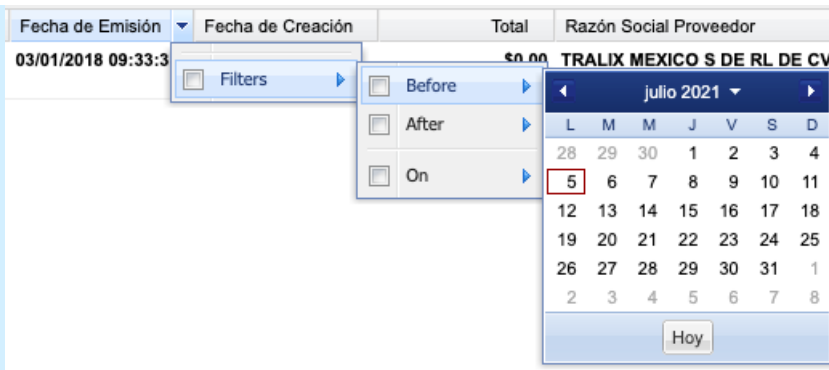 Fecha de Emisión Fecha de Creación Total Razón Social Proveedor
03/01/2018 09:33:3 $0.00 TRALIX MEXICO S DE RL DE CV
Filters
Before
After
On
julio 2021
L M M J V S D
28 29 30 1 2 3 4
5 6 7 8 9 10 11
12 13 14 15 16 17 18
19 20 21 22 23 24 25
26 27 28 29 30 31 1
2 3 4 5 6 7 8
Hoy